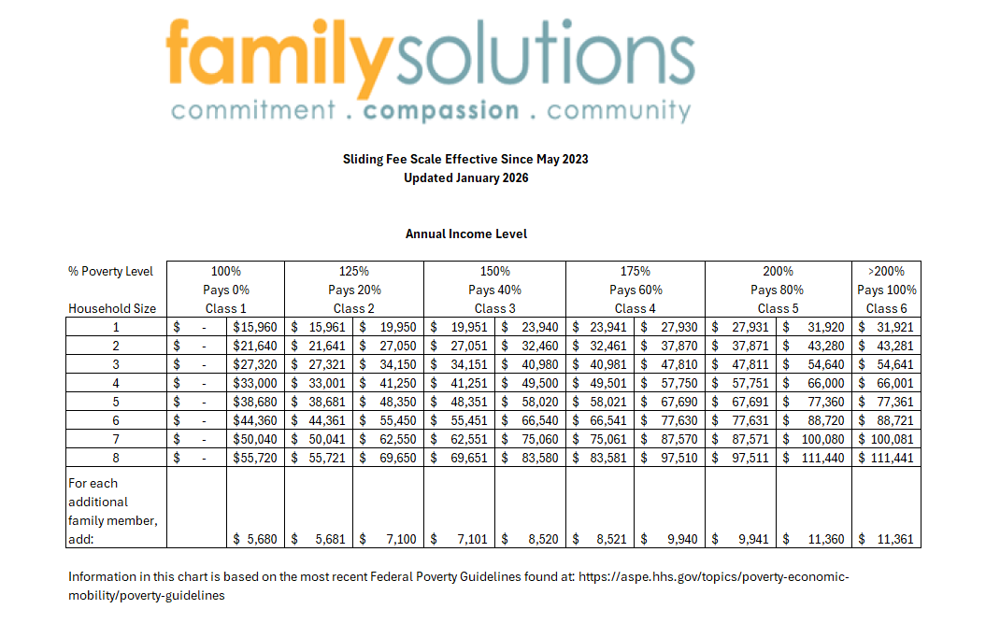 familysolutions
commitment . compassion . community
Sliding Fee Scale Effective Since May 2023
Updated January 2026
Annual Income Level
% Poverty Level 100% 125% 150% 175% 200% >200%
Pays 0% Pays 20% Pays 40% Pays 60% Pays 80% Pays 100%
Household Size Class 1 Class 2 Class 3 Class 4 Class 5 Class 6
1 $ - $15,960 $ 15,961 $ 19,950 $ 19,951 $ 23,940 $ 23,941 $ 27,930 $ 27,931 $ 31,920 $ 31,921
2 $ - $21,640 $ 21,641 $ 27,050 $ 27,051 $ 32,460 $ 32,461 $ 37,870 $ 37,871 $ 43,280 $ 43,281
3 $ - $27,320 $ 27,321 $ 34,150 $ 34,151 $ 40,980 $ 40,981 $ 47,810 $ 47,811 $ 54,640 $ 54,641
4 $ - $33,000 $ 33,001 $ 41,250 $ 41,251 $ 49,500 $ 49,501 $ 57,750 $ 57,751 $ 66,000 $ 66,001
5 $ - $38,680 $ 38,681 $ 48,350 $ 48,351 $ 58,020 $ 58,021 $ 67,690 $ 67,691 $ 77,360 $ 77,361
6 $ - $44,360 $ 44,361 $ 55,450 $ 55,451 $ 66,540 $ 66,541 $ 77,630 $ 77,631 $ 88,720 $ 88,721
7 $ - $50,040 $ 50,041 $ 62,550 $ 62,551 $ 75,060 $ 75,061 $ 87,570 $ 87,571 $ 100,080 $ 100,081
8 $ - $55,720 $ 55,721 $ 69,650 $ 69,651 $ 83,580 $ 83,581 $ 97,510 $ 97,511 $ 111,440 $ 111,441
For each
additional
family member,
add: $ 5,680 $ 5,681 $ 7,100 $ 7,101 $ 8,520 $ 8,521 $ 9,940 $ 9,941 $ 11,360 $ 11,361
Information in this chart is based on the most recent Federal Poverty Guidelines found at: https://aspe.hhs.gov/topics/poverty-economic-
mobility/poverty-guidelines